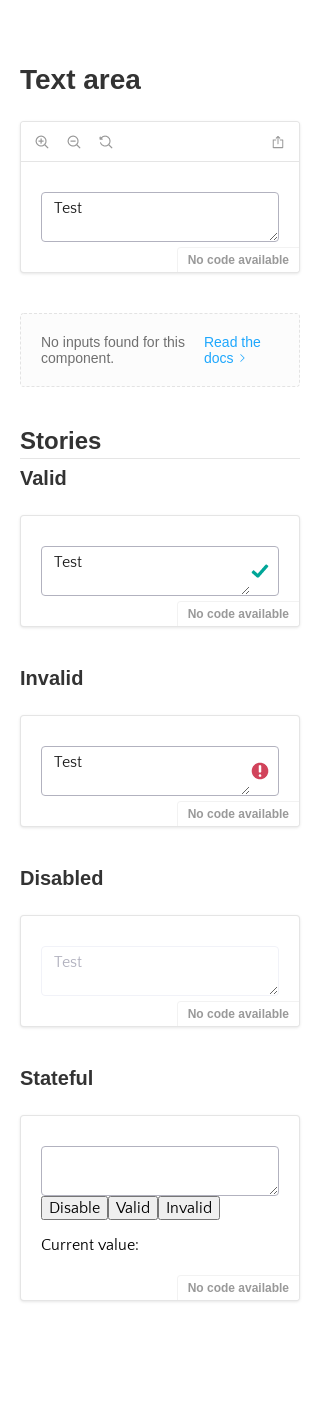 Text area
Test
No code available
No inputs found for this component.
Read the docs
Stories
Valid
Test
No code available
Invalid
Test
No code available
Disabled
Test
No code available
Stateful
Disable Valid Invalid
Current value:
No code available